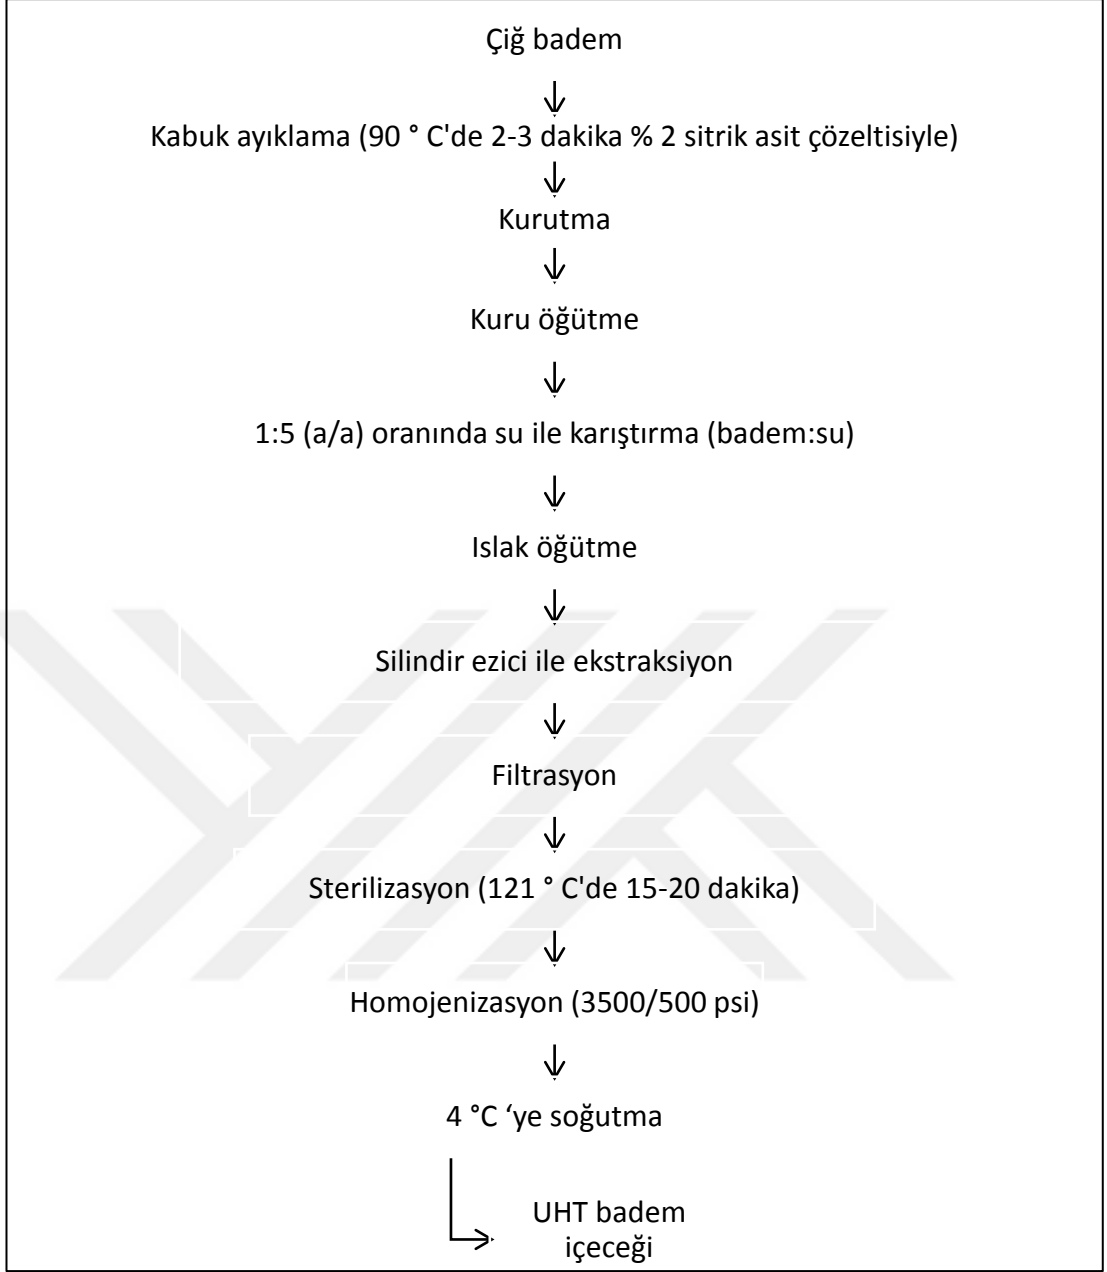 Çiğ badem
Kabuk ayıklama (90 ° C'de 2-3 dakika % 2 sitrik asit çözeltisiyle)
Kurutma
Kuru öğütme
1:5 (a/a) oranında su ile karıştırma (badem:su)
Islak öğütme
Silindir ezici ile ekstraksiyon
Filtrasyon
Sterilizasyon (121 ° C'de 15-20 dakika)
Homojenizasyon (3500/500 psi)
4 °C ‘ye soğutma
UHT badem
içeceği